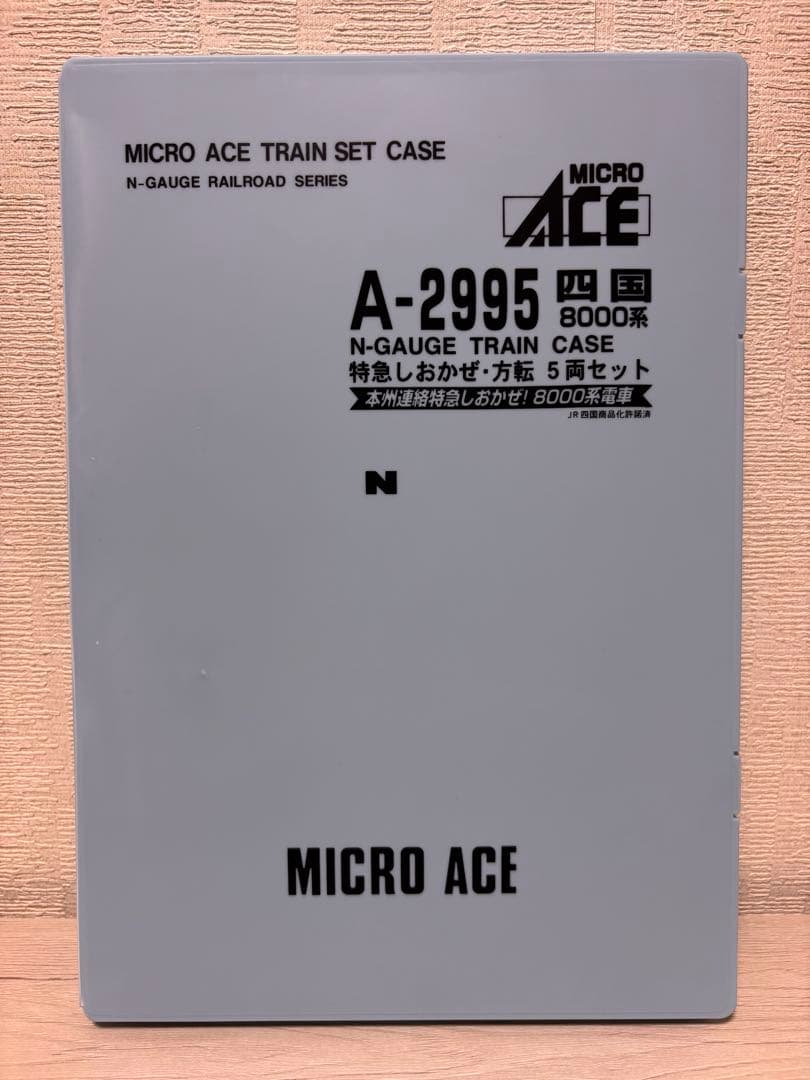 MICRO ACE TRAIN SET CASE
N-GAUGE RAILROAD SERIES
MICRO
ACE
A-2995 四国
8000系
N-GAUGE TRAIN CASE
特急しおかぜ・方転 5両セット
本州連絡特急しおかぜ!8000系電車
JR四国商品化許諾済
N
MICRO ACE